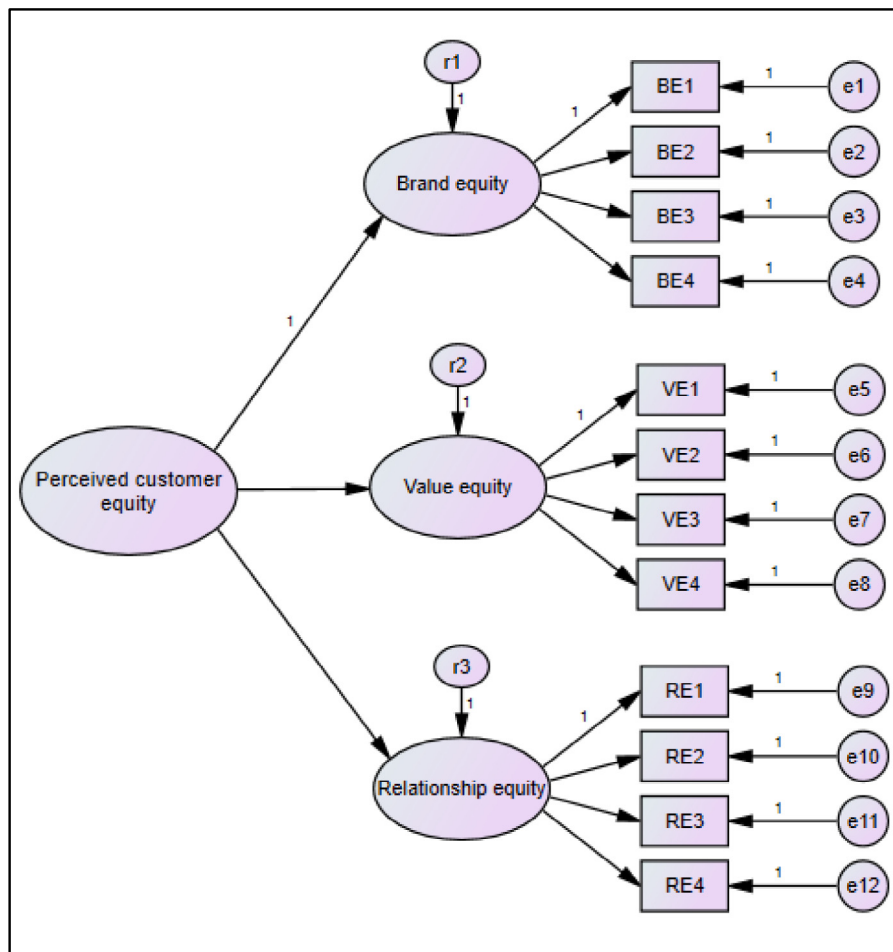 r1
1
Brand equity
1
BE1
1
e1
BE2
1
e2
BE3
1
e3
BE4
1
e4
1
r2
1
Value equity
1
VE1
1
e5
VE2
1
e6
VE3
1
e7
VE4
1
e8
Perceived customer
equity
r3
1
Relationship equity
1
RE1
1
e9
RE2
1
e10
RE3
1
e11
RE4
1
e12